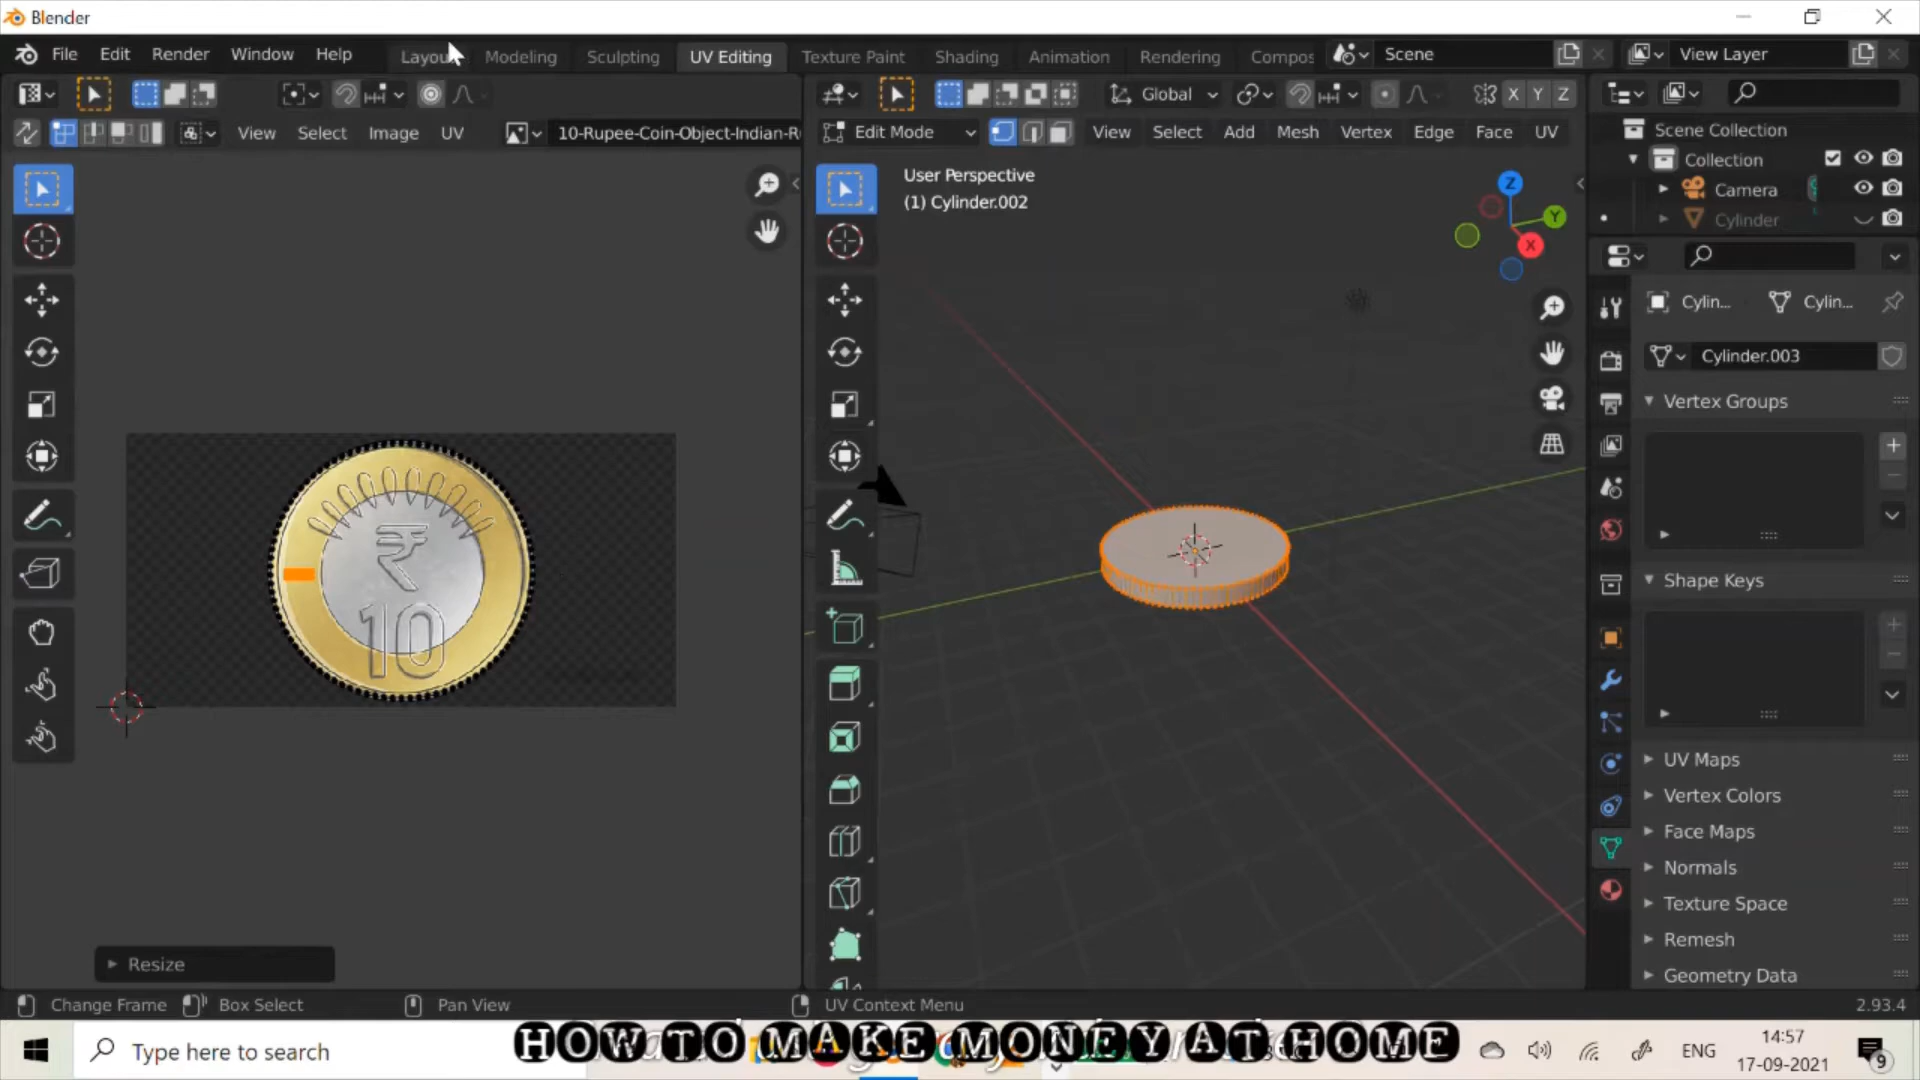 Blender
File Edit Render Window Help Layou Modeling Sculpting UV Editing Texture Paint Shading Animation Rendering Compos Scene View Layer
Global X Y Z
View Select Image UV 10-Rupee-Coin-Object-Indian-R Edit Mode View Select Add Mesh Vertex Edge Face UV
Scene Collection
Collection
Camera
Cylinder
User Perspective
(1) Cylinder.002
Z
Y
X
Cylin... Cylin...
Cylinder.003
Vertex Groups
₹
10
Shape Keys
UV Maps
Vertex Colors
Face Maps
Normals
Texture Space
Remesh
Geometry Data
Resize
Change Frame Box Select Pan View UV Context Menu 2.93.4
Type here to search
HOW TO MAKE MONEY AT HOME
ENG
14:57
17-09-2021
9